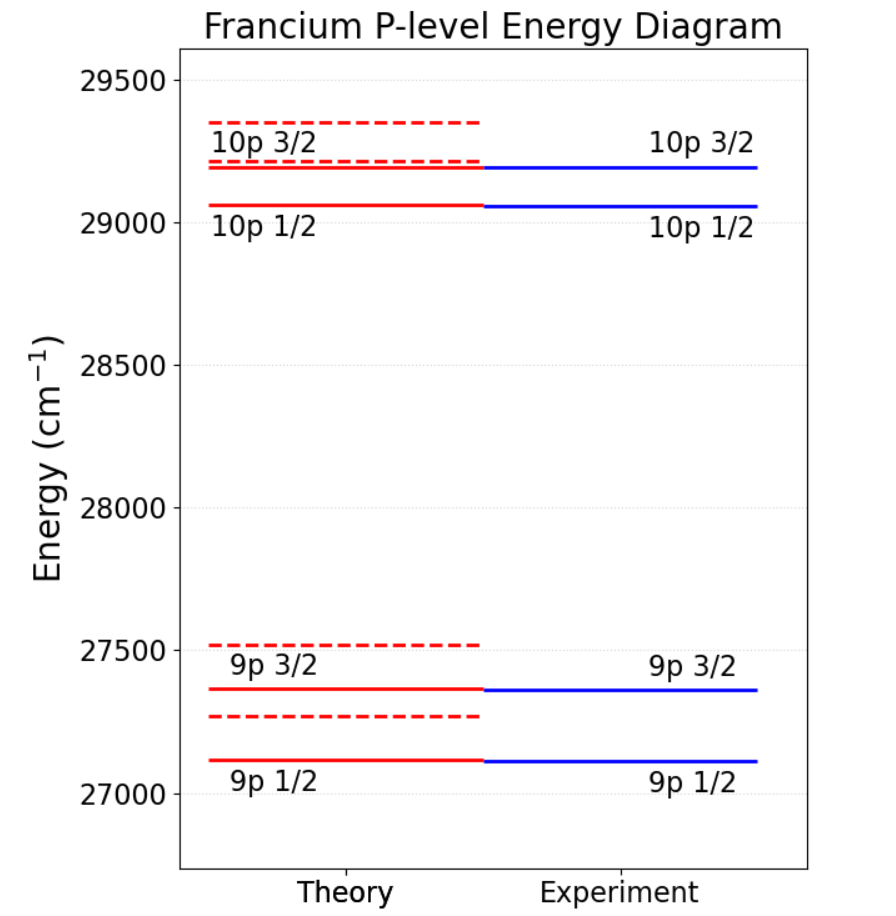 Francium P-level Energy Diagram
29500
10p 3/2 10p 3/2
29000
10p 1/2 10p 1/2
28500
Energy (cm⁻¹)
28000
27500
9p 3/2 9p 3/2
9p 1/2 9p 1/2
27000
Theory Experiment